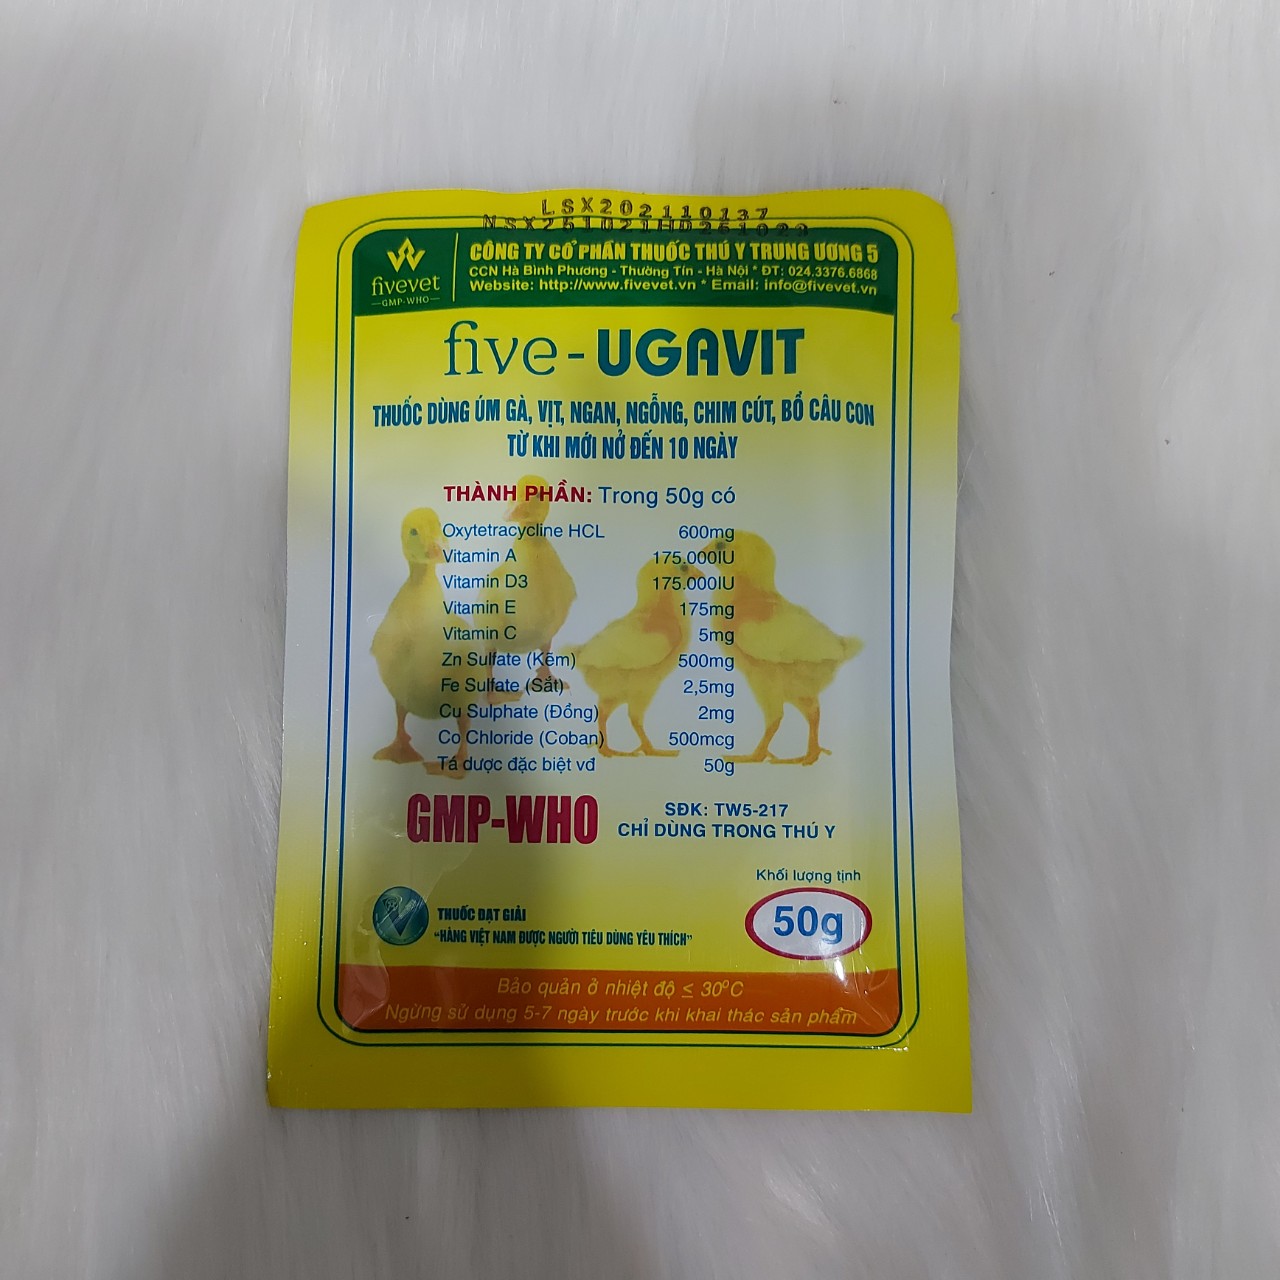 LSX202110137
NSX251021HD251023
fivevet
GMP-WHO
CÔNG TY CỔ PHẦN THUỐC THÚ Y TRUNG ƯƠNG 5
CCN Hà Bình Phương - Thường Tín - Hà Nội * ĐT: 024.3376.6868
Website: http://www.fivevet.vn * Email: info@fivevet.vn
five - UGAVIT
THUỐC DÙNG ÚM GÀ, VỊT, NGAN, NGỖNG, CHIM CÚT, BỒ CÂU CON
TỪ KHI MỚI NỞ ĐẾN 10 NGÀY
THÀNH PHẦN: Trong 50g có
Oxytetracycline HCL 600mg
Vitamin A 175.000IU
Vitamin D3 175.000IU
Vitamin E 175mg
Vitamin C 5mg
Zn Sulfate (Kẽm) 500mg
Fe Sulfate (Sắt) 2,5mg
Cu Sulphate (Đồng) 2mg
Co Chloride (Coban) 500mcg
Tá dược đặc biệt vđ 50g
GMP-WHO
SĐK: TW5-217
CHỈ DÙNG TRONG THÚ Y
Khối lượng tịnh
50g
THUỐC ĐẠT GIẢI
"HÀNG VIỆT NAM ĐƯỢC NGƯỜI TIÊU DÙNG YÊU THÍCH"
Bảo quản ở nhiệt độ ≤ 30⁰C
Ngừng sử dụng 5-7 ngày trước khi khai thác sản phẩm